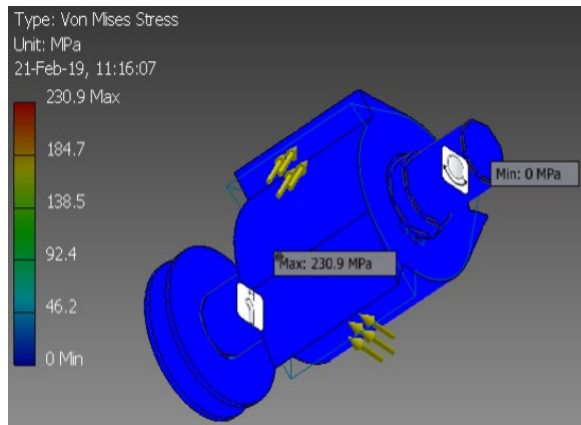 Type: Von Mises Stress
Unit: MPa
21-Feb-19, 11:16:07
230.9 Max
184.7
138.5
92.4
46.2
0 Min
Min: 0 MPa
Max: 230.9 MPa